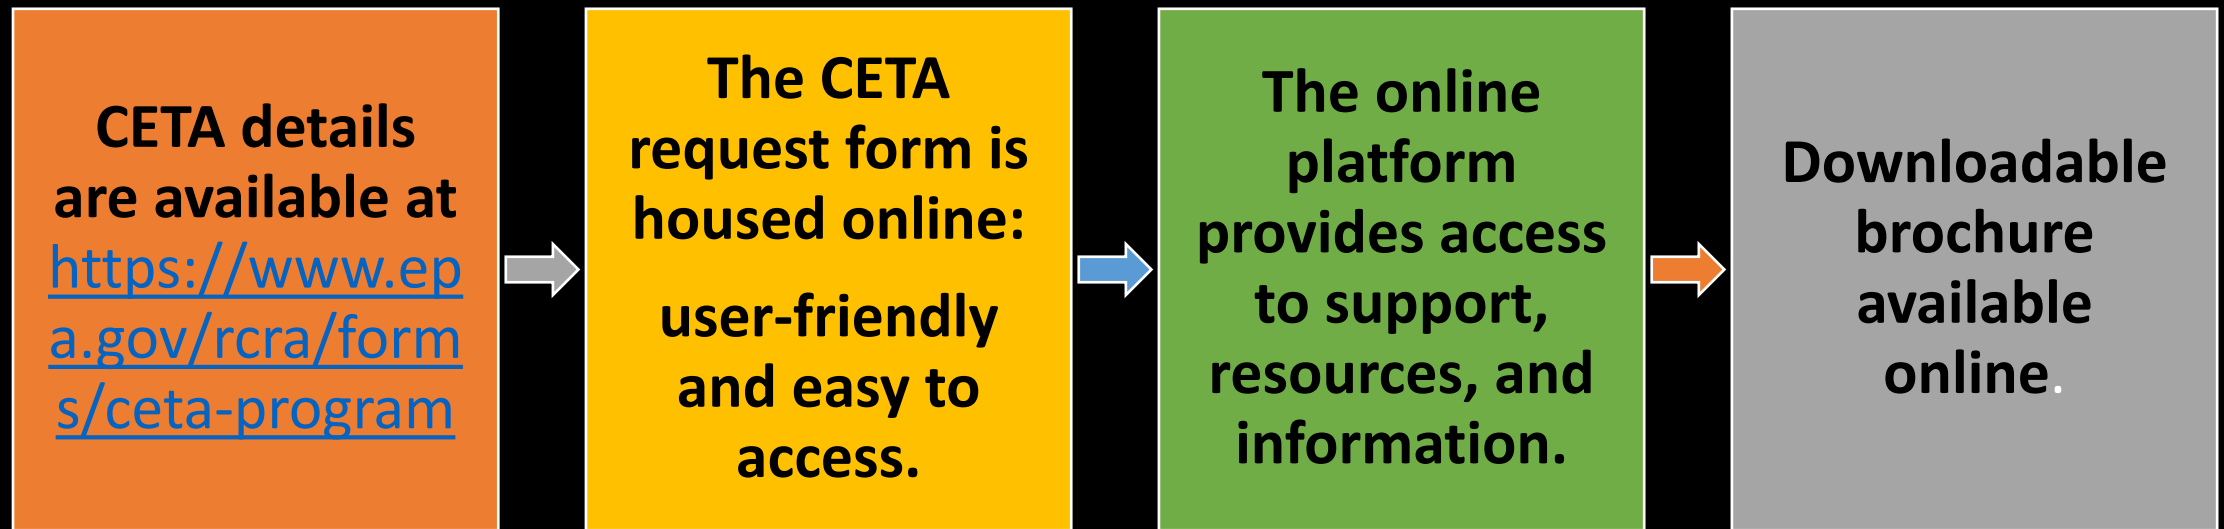 CETA details
are available at
https://www.ep
a.gov/rcra/form
s/ceta-program
The CETA
request form is
housed online:
user-friendly
and easy to
access.
The online
platform
provides access
to support,
resources, and
information.
Downloadable
brochure
available
online.